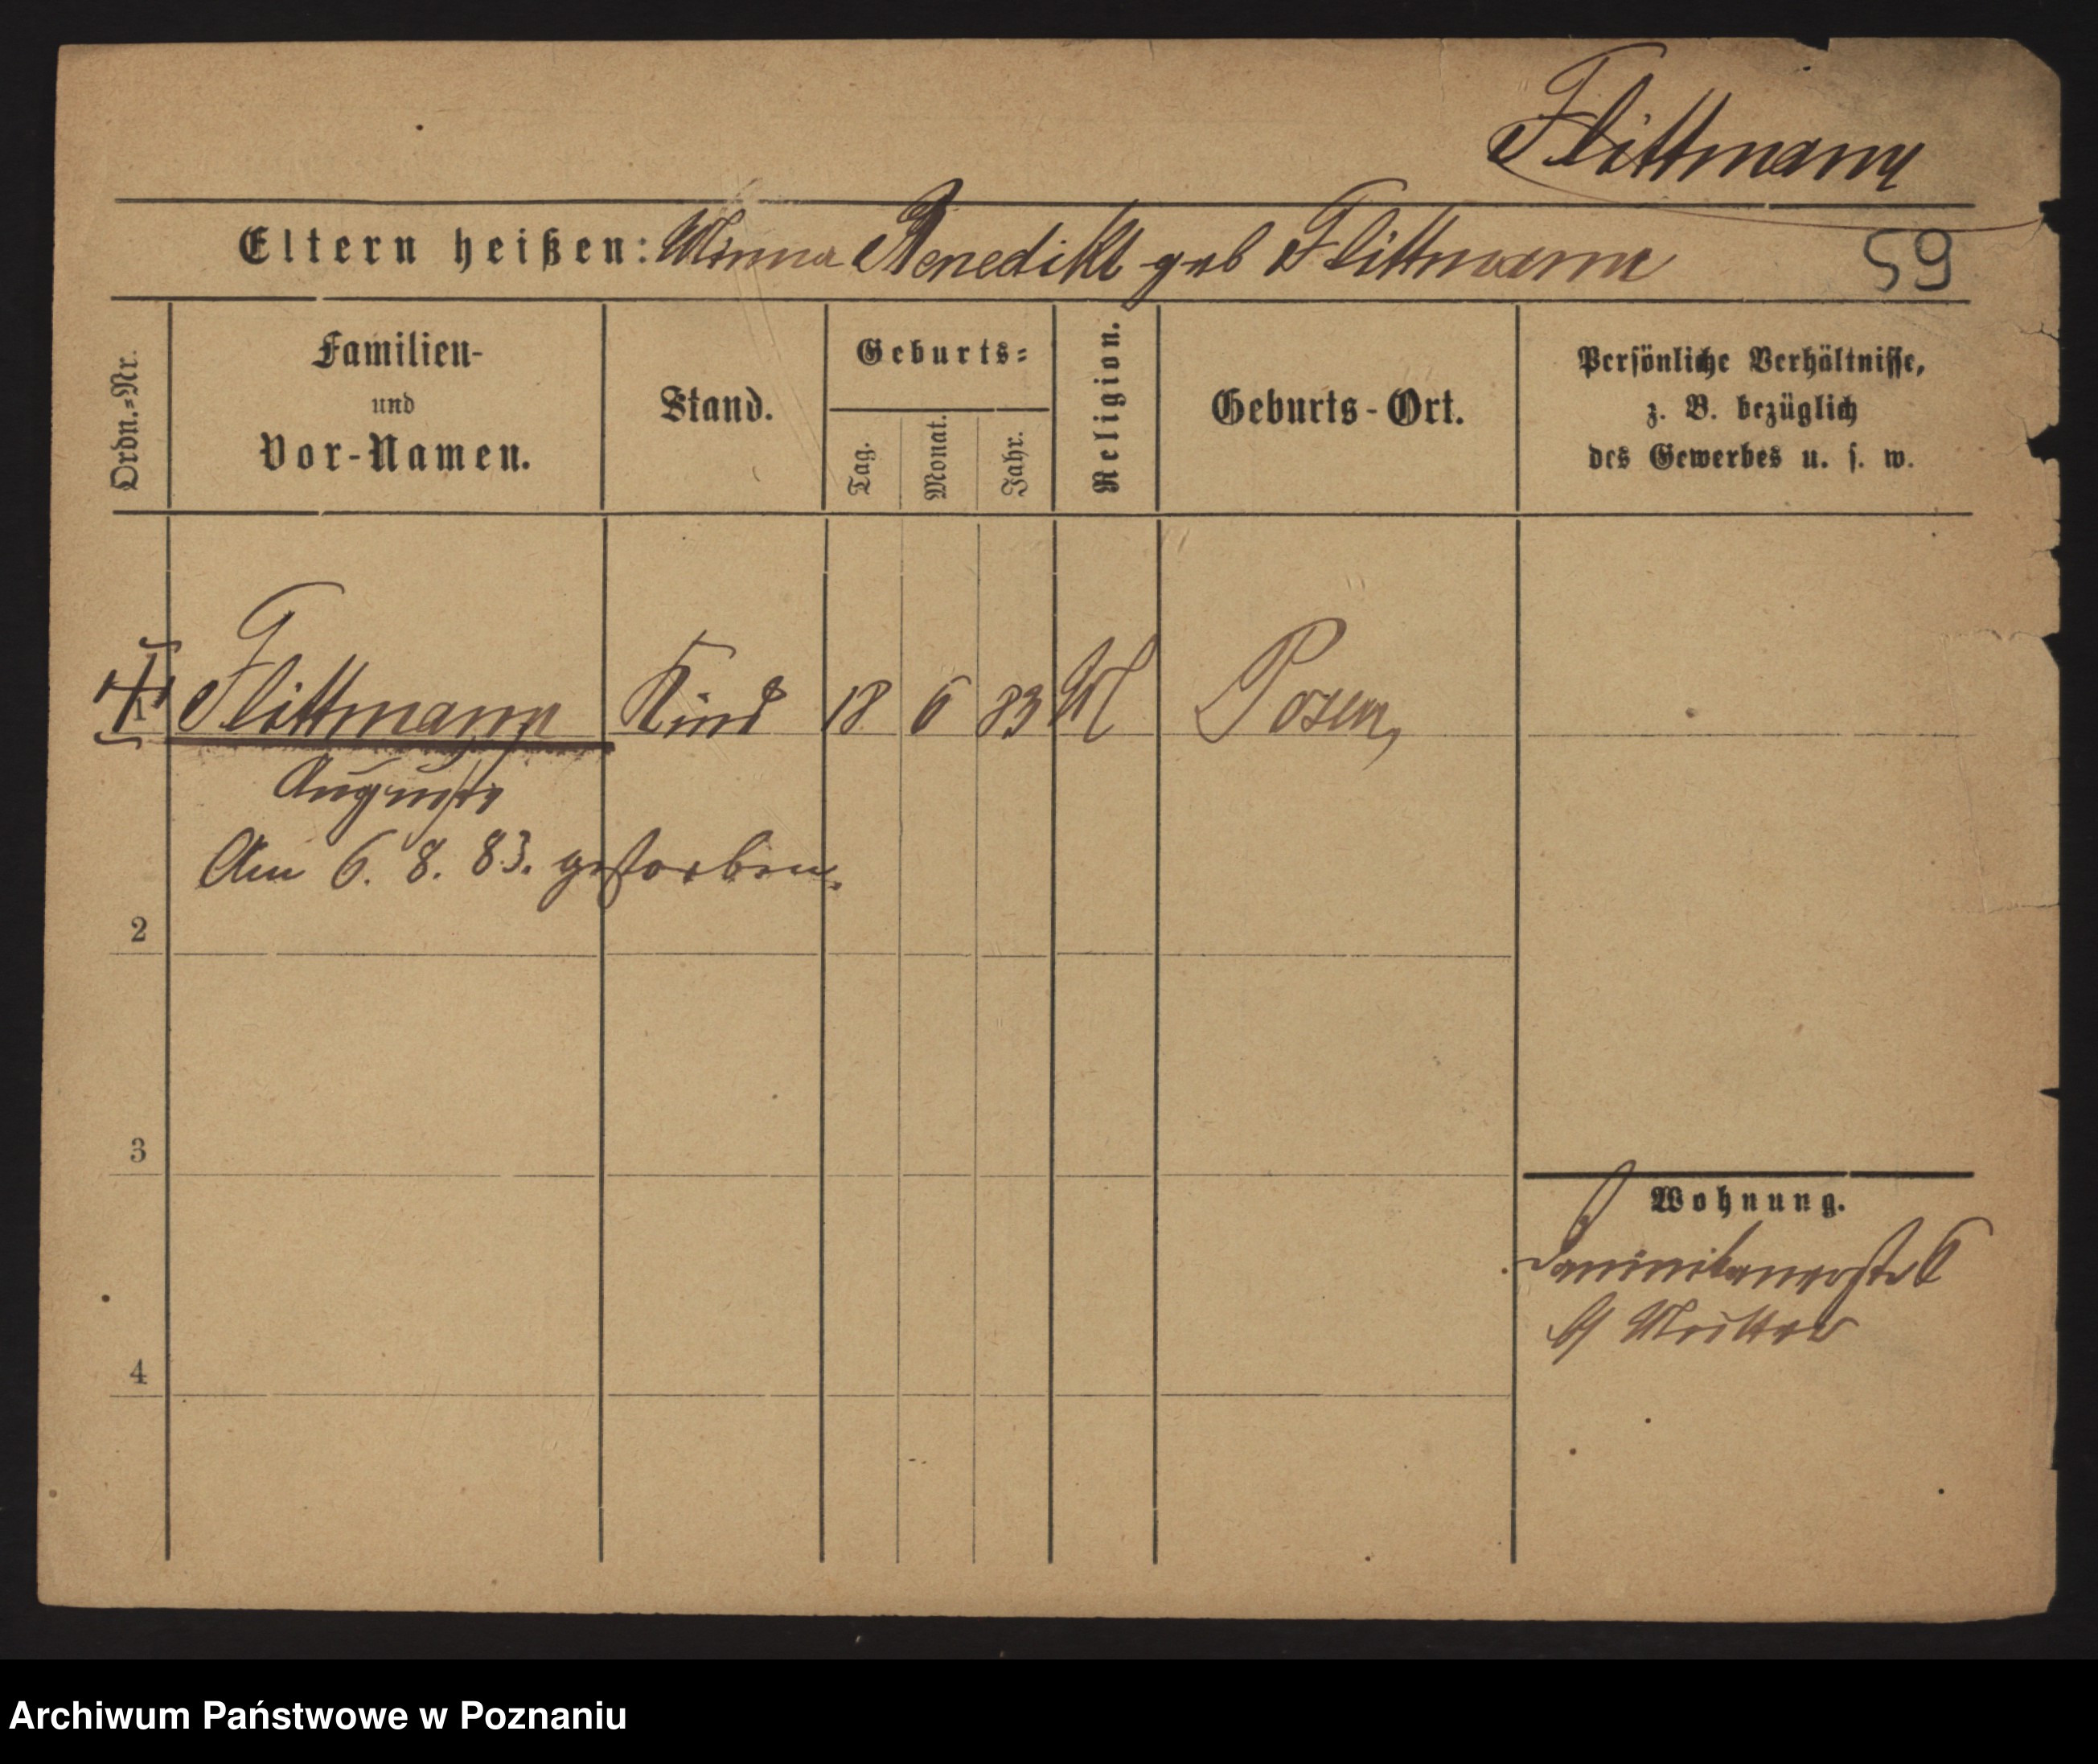 Flittmann
Eltern heißen: Minna Benedikt geb Flittmann 59
Ordn.=Nr.
Familien-
und
Vor-Namen.
Stand.
Geburts=
Tag.
Monat.
Jahr.
Religion.
Geburts-Ort.
Persönliche Verhältnisse,
z. B. bezüglich
des Gewerbes u. s. w.
1 Flittmann Kind 18 6 83 Posen,
Auguste
Am 6. 8. 83. gestorben.
2
3
4
Wohnung.
6
b/ Mutter
Archiwum Państwowe w Poznaniu